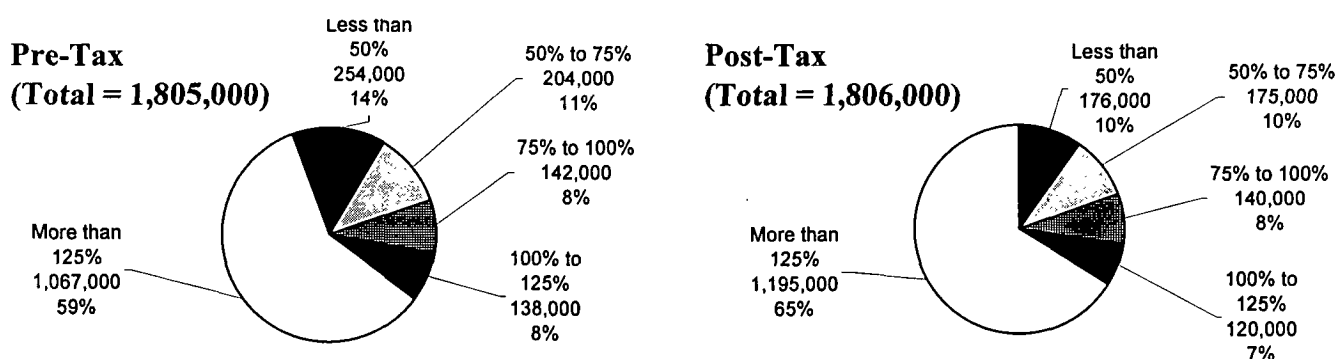 Pre-Tax
(Total = 1,805,000)
Less than
50%
254,000
14%
50% to 75%
204,000
11%
75% to 100%
142,000
8%
100% to
125%
138,000
8%
More than
125%
1,067,000
59%
Post-Tax
(Total = 1,806,000)
Less than
50%
176,000
10%
50% to 75%
175,000
10%
75% to 100%
140,000
8%
100% to
125%
120,000
7%
More than
125%
1,195,000
65%